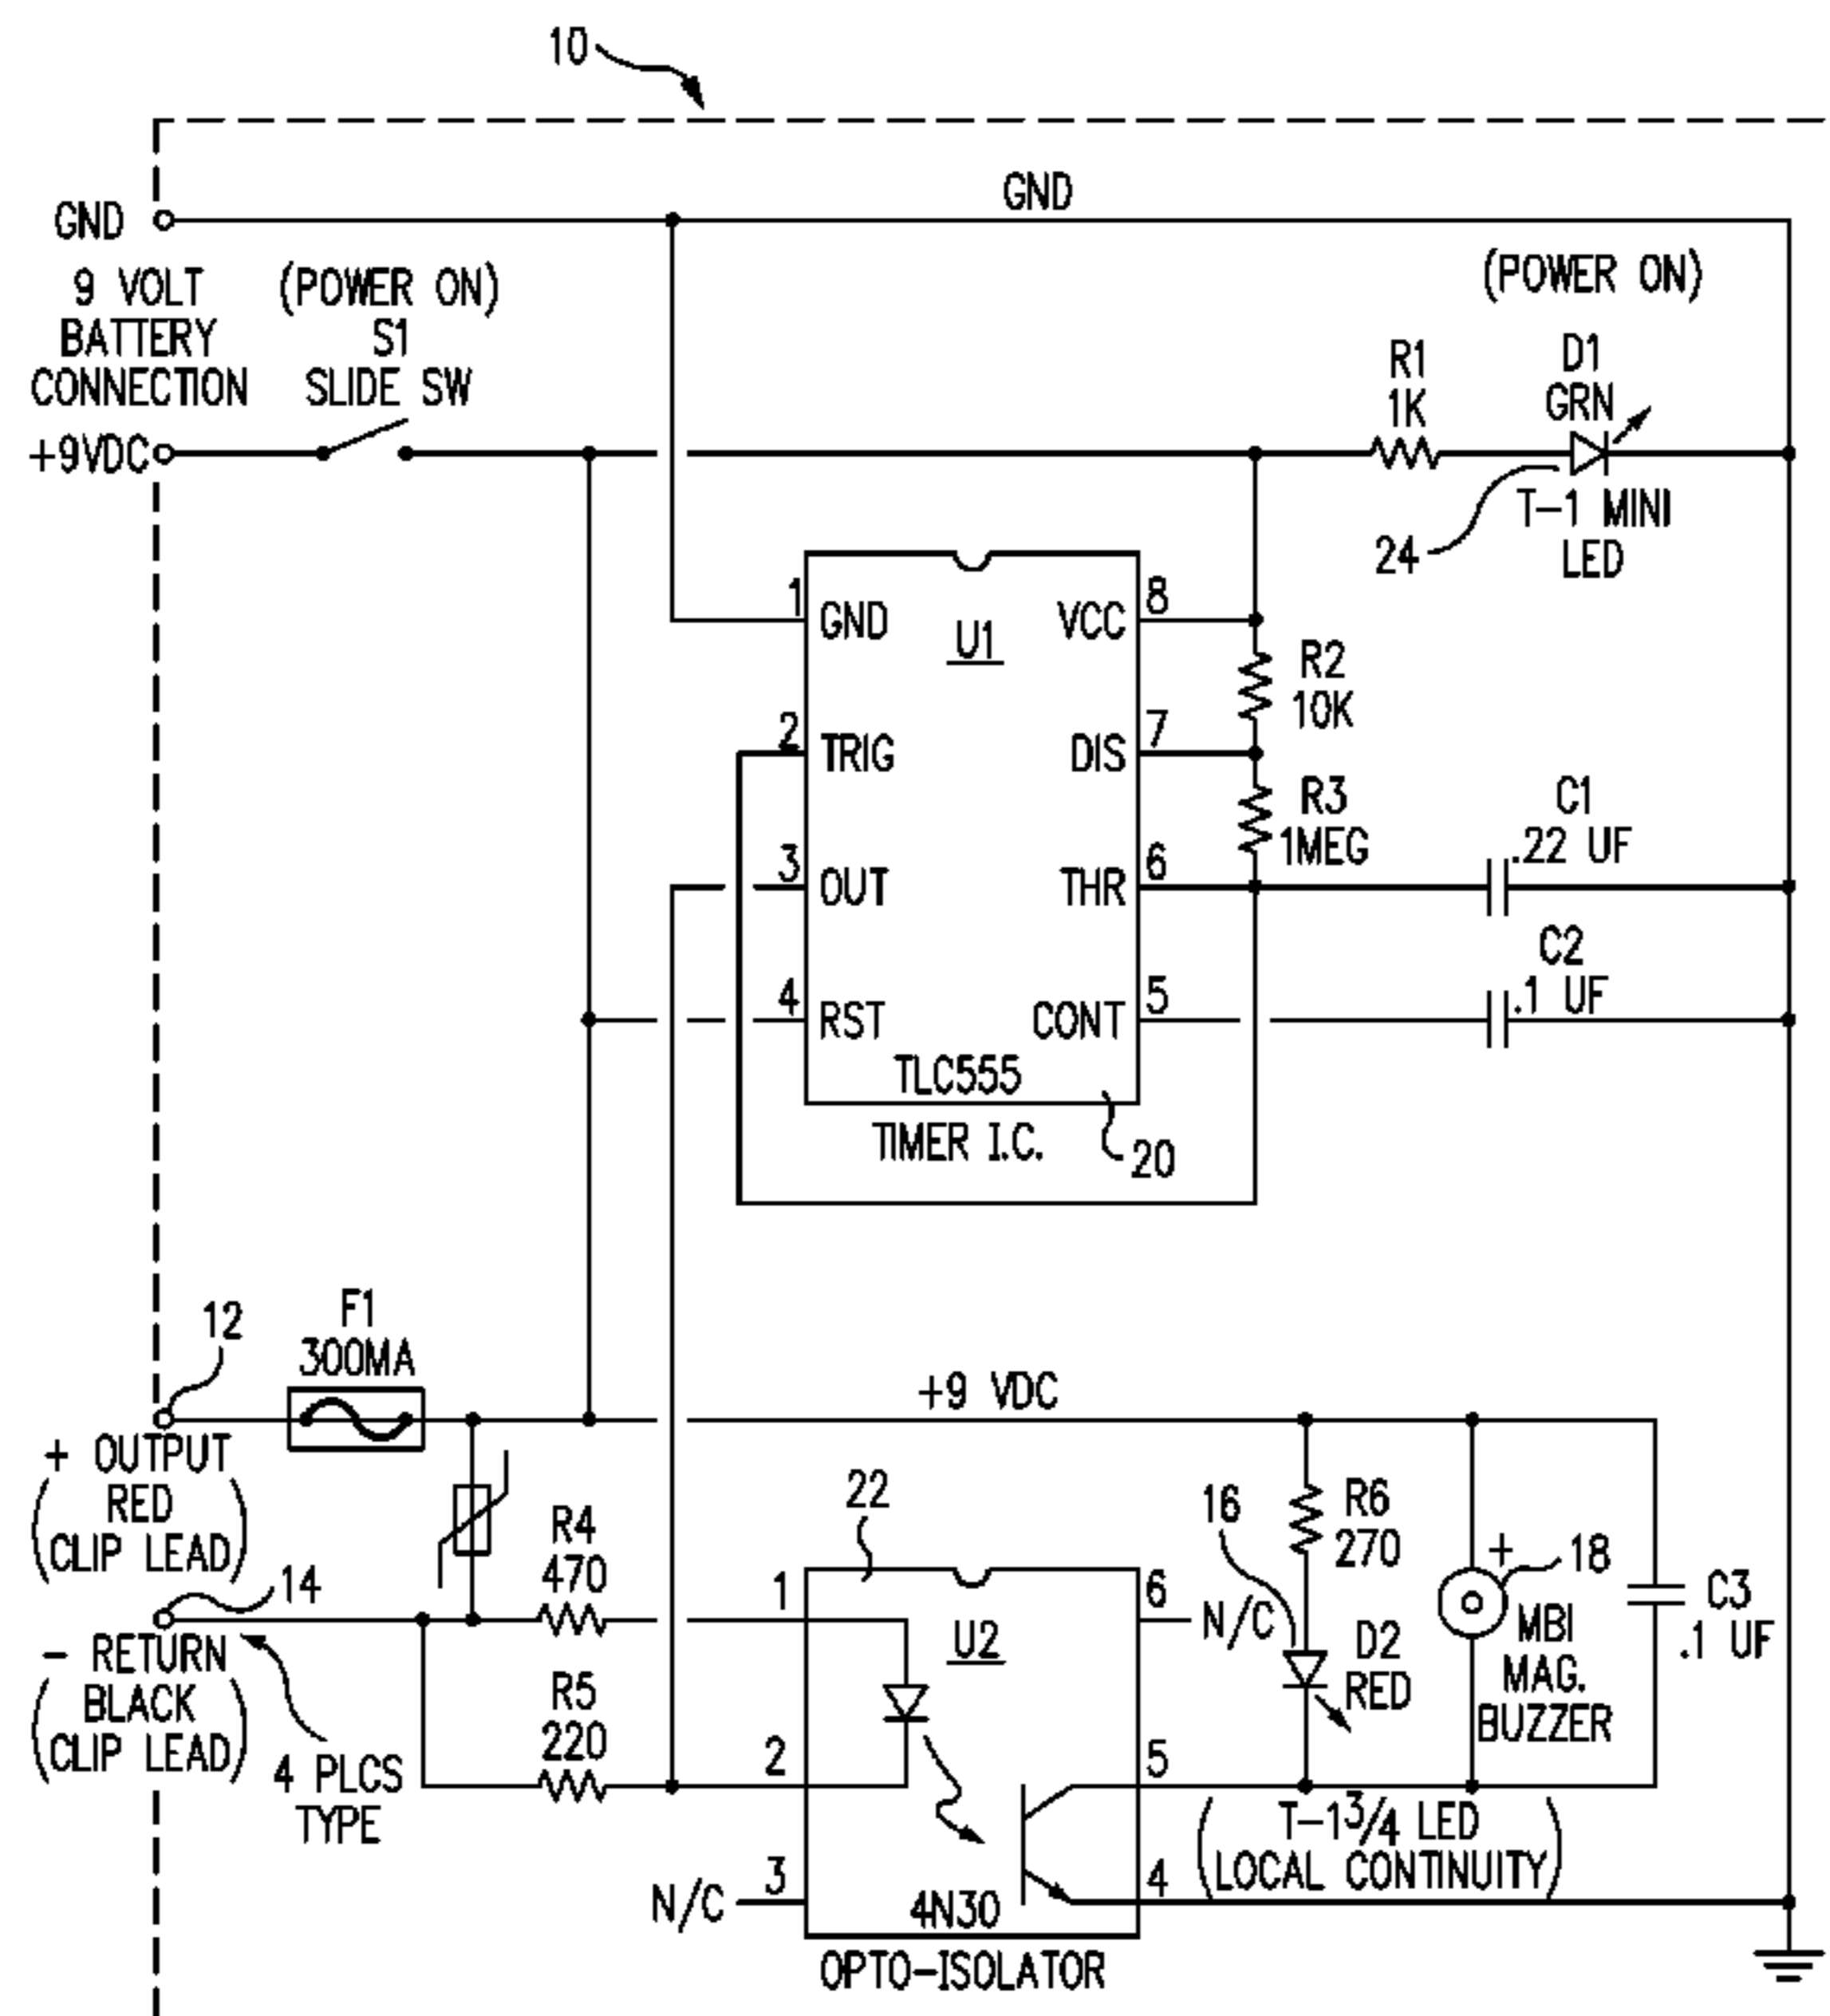 10
GND
GND
9 VOLT
BATTERY
CONNECTION
+9VDC
(POWER ON)
S1
SLIDE SW
(POWER ON)
R1
1K
D1
GRN
T-1 MINI
LED
24
1
GND
U1
VCC
8
R2
10K
2
TRIG
DIS
7
R3
1MEG
C1
.22 UF
3
OUT
THR
6
C2
.1 UF
4
RST
CONT
5
TLC555
TIMER I.C.
20
12
F1
300MA
+9 VDC
+ OUTPUT
RED
(CLIP LEAD)
14
- RETURN
BLACK
(CLIP LEAD)
4 PLCS
TYPE
R4
470
R5
220
22
1
U2
6
N/C
2
5
N/C
3
4
4N30
OPTO-ISOLATOR
16
R6
270
D2
RED
+
18
MBI
MAG.
BUZZER
C3
.1 UF
(T-1 3/4 LED
LOCAL CONTINUITY)